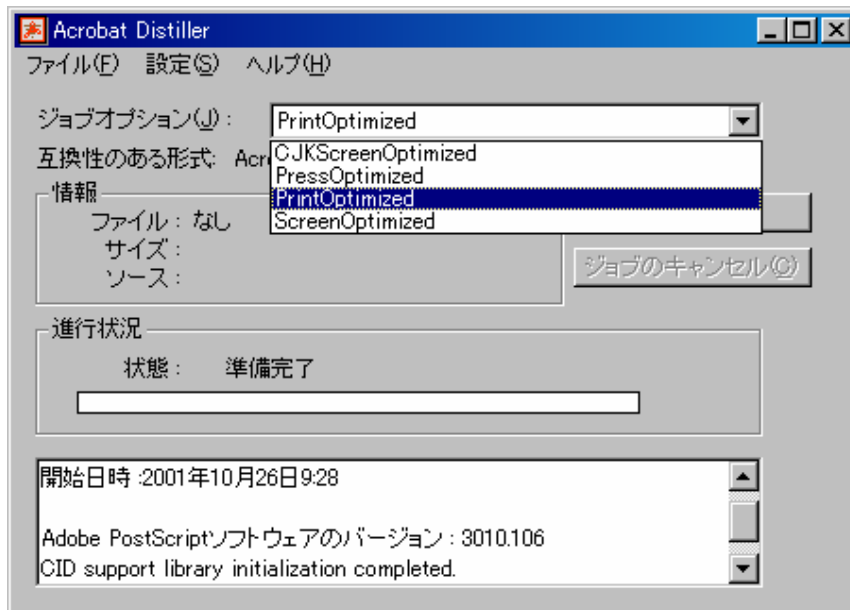 Acrobat Distiller
ファイル(F) 設定(S) ヘルプ(H)
ジョブオプション(J)： PrintOptimized
CJKScreenOptimized
互換性のある形式: Acr
PressOptimized
PrintOptimized
ScreenOptimized
情報
ファイル：なし
サイズ：
ソース：
ジョブのキャンセル(C)
進行状況
状態： 準備完了
開始日時 :2001年10月26日9:28
Adobe PostScriptソフトウェアのバージョン：3010.106
CID support library initialization completed.